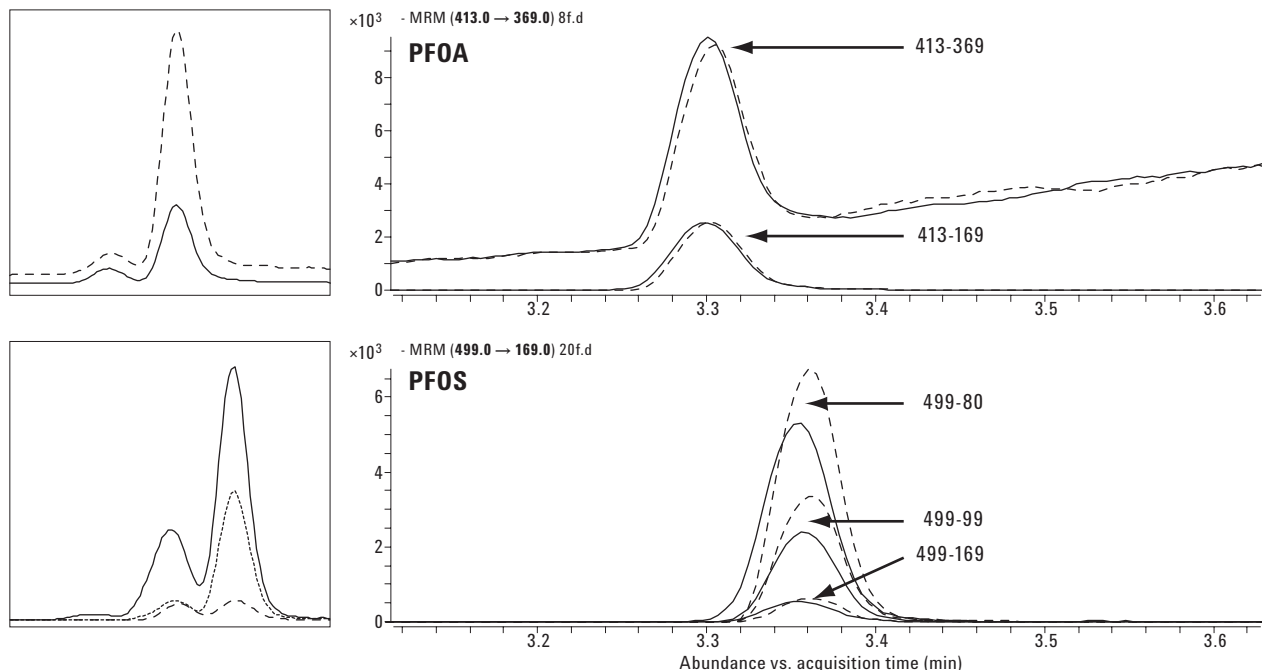 ×10³ - MRM (413.0 → 369.0) 8f.d
PFOA
413-369
8
6
4
413-169
2
0
3.2 3.3 3.4 3.5 3.6
×10³ - MRM (499.0 → 169.0) 20f.d
PFOS
6
499-80
4
499-99
2
499-169
0
3.2 3.3 3.4 3.5 3.6
Abundance vs. acquisition time (min)